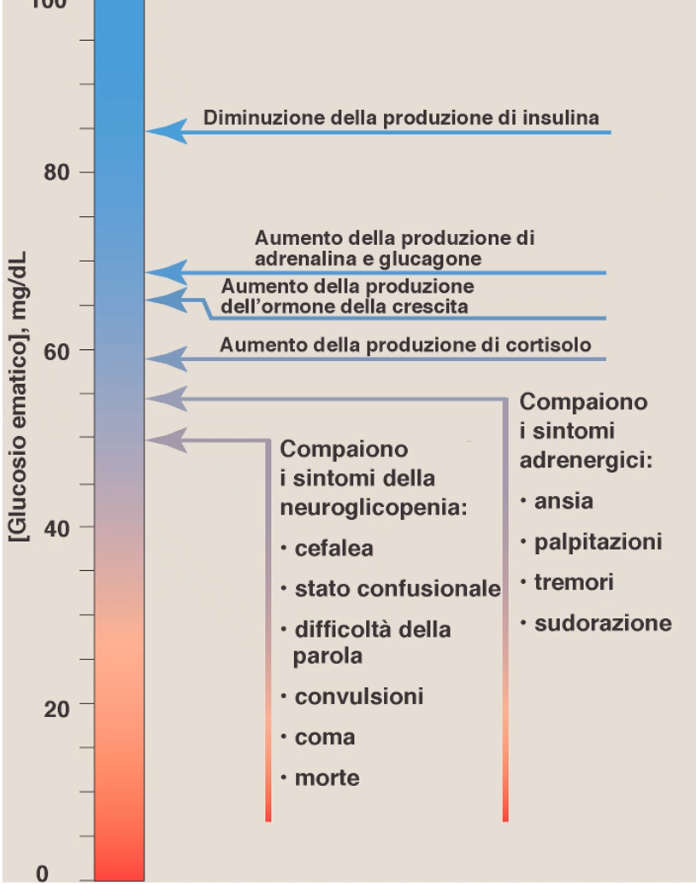 100
Diminuzione della produzione di insulina
80
Aumento della produzione di
adrenalina e glucagone
Aumento della produzione
dell'ormone della crescita
60
Aumento della produzione di cortisolo
[Glucosio ematico], mg/dL
Compaiono
i sintomi
adrenergici:
· ansia
· palpitazioni
· tremori
· sudorazione
Compaiono
i sintomi della
neuroglicopenia:
· cefalea
· stato confusionale
· difficoltà della
parola
· convulsioni
· coma
· morte
40
20
0